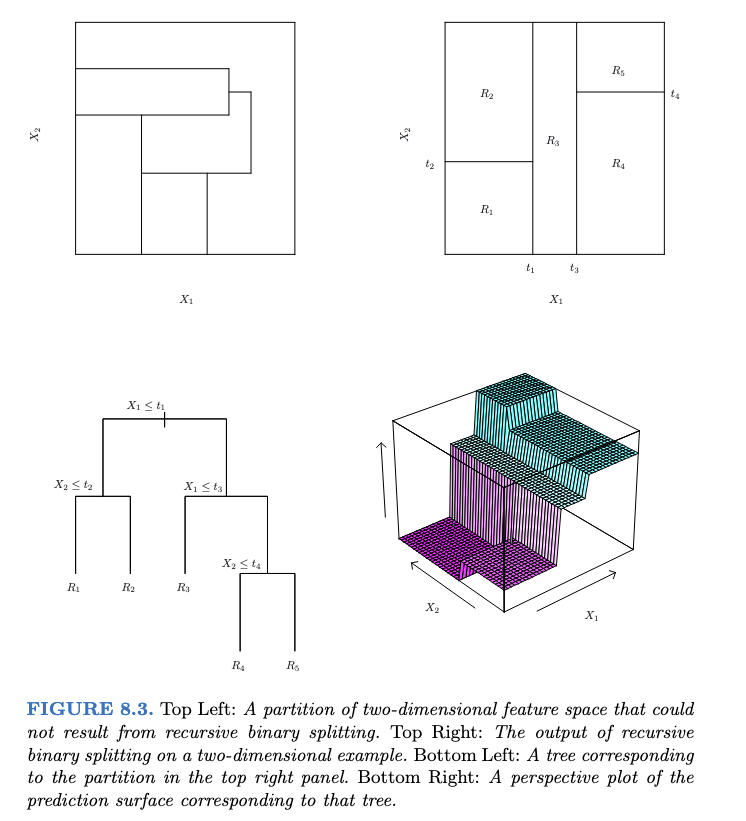 X₂
X₁
X₂
R₂
R₅
t₄
R₃
t₂
R₄
R₁
t₁
t₃
X₁
X₁ ≤ t₁
X₂ ≤ t₂
X₁ ≤ t₃
X₂ ≤ t₄
R₁
R₂
R₃
R₄
R₅
X₂
X₁
FIGURE 8.3. Top Left: A partition of two-dimensional feature space that could
not result from recursive binary splitting. Top Right: The output of recursive
binary splitting on a two-dimensional example. Bottom Left: A tree corresponding
to the partition in the top right panel. Bottom Right: A perspective plot of the
prediction surface corresponding to that tree.